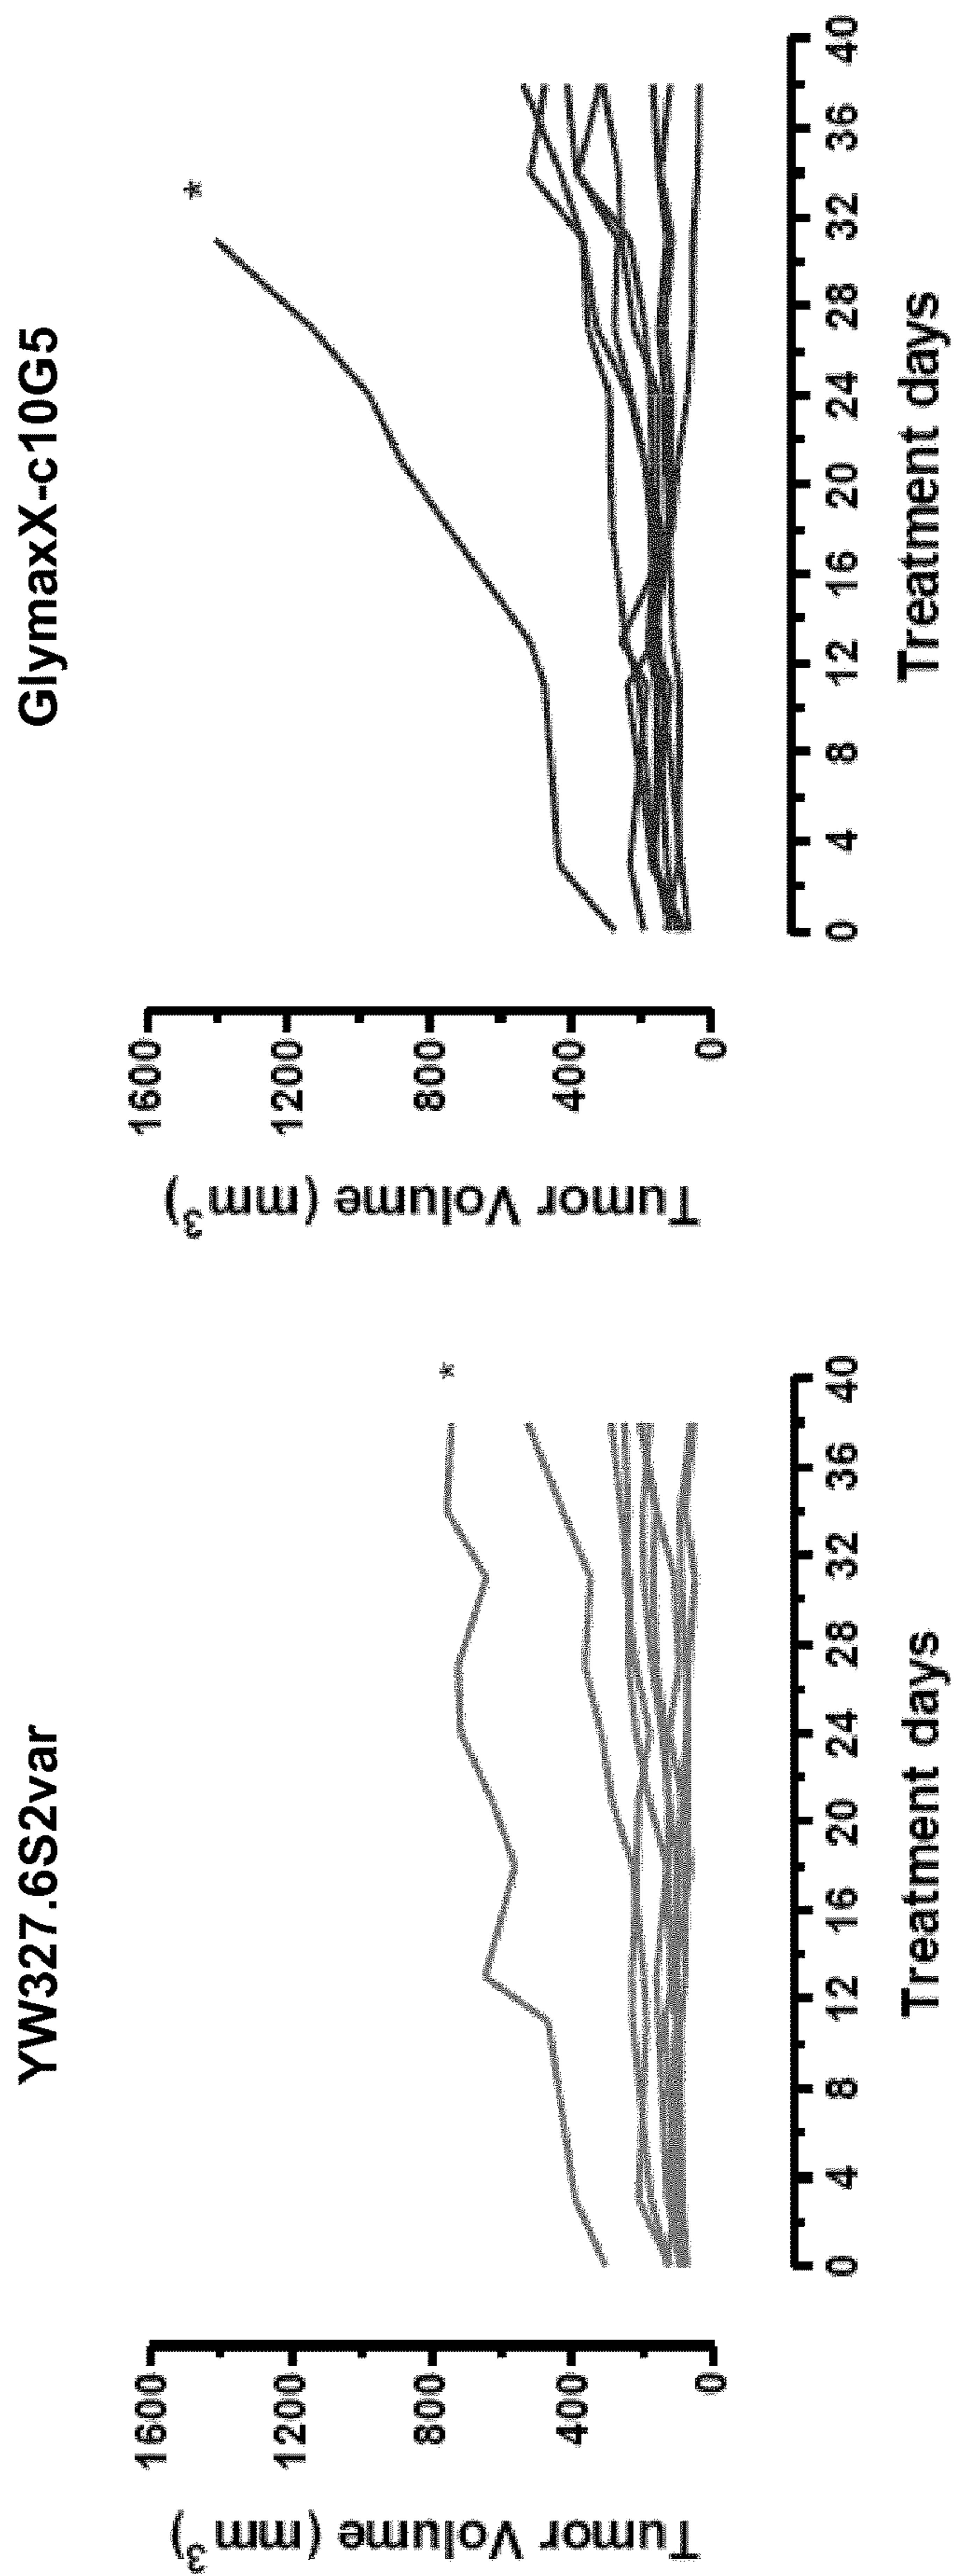 YW327.6S2var
Tumor Volume (mm³)
1600
1200
800
400
0
*
0 4 8 12 16 20 24 28 32 36 40
Treatment days
GlymaxX-c10G5
Tumor Volume (mm³)
1600
1200
800
400
0
*
0 4 8 12 16 20 24 28 32 36 40
Treatment days